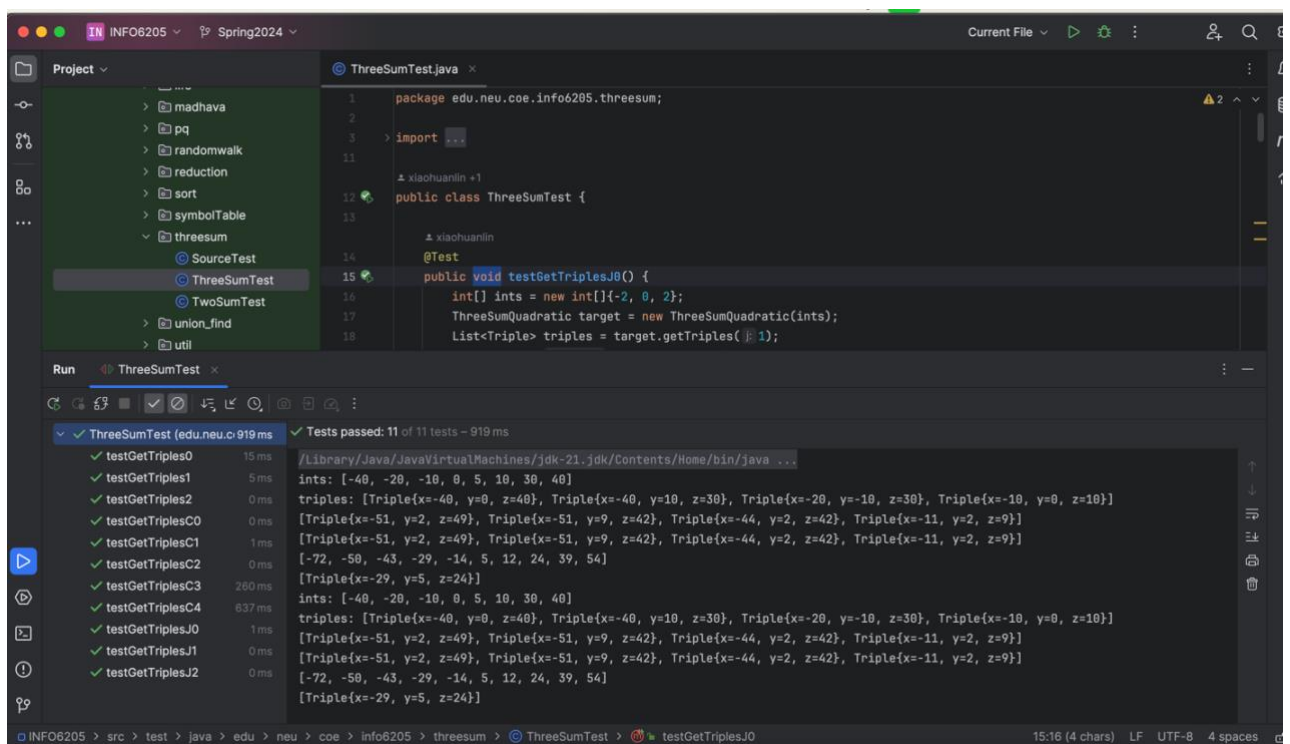 IN INFO6205 Spring2024 Current File
Project
ThreeSumTest.java
madhava
pq
randomwalk
reduction
sort
symbolTable
threesum
SourceTest
ThreeSumTest
TwoSumTest
union_find
util
1 package edu.neu.coe.info6205.threesum;
2
3 import ...
11
xiaohuanlin +1
12 public class ThreeSumTest {
13
xiaohuanlin
14 @Test
15 public void testGetTriplesJ0() {
16 int[] ints = new int[]{-2, 0, 2};
17 ThreeSumQuadratic target = new ThreeSumQuadratic(ints);
18 List<Triple> triples = target.getTriples( j: 1);
2
Run ThreeSumTest
ThreeSumTest (edu.neu.c 919 ms
testGetTriples0 15 ms
testGetTriples1 5 ms
testGetTriples2 0 ms
testGetTriplesC0 0 ms
testGetTriplesC1 1 ms
testGetTriplesC2 0 ms
testGetTriplesC3 260 ms
testGetTriplesC4 637 ms
testGetTriplesJ0 1 ms
testGetTriplesJ1 0 ms
testGetTriplesJ2 0 ms
Tests passed: 11 of 11 tests – 919 ms
/Library/Java/JavaVirtualMachines/jdk-21.jdk/Contents/Home/bin/java ...
ints: [-40, -20, -10, 0, 5, 10, 30, 40]
triples: [Triple{x=-40, y=0, z=40}, Triple{x=-40, y=10, z=30}, Triple{x=-20, y=-10, z=30}, Triple{x=-10, y=0, z=10}]
[Triple{x=-51, y=2, z=49}, Triple{x=-51, y=9, z=42}, Triple{x=-44, y=2, z=42}, Triple{x=-11, y=2, z=9}]
[Triple{x=-51, y=2, z=49}, Triple{x=-51, y=9, z=42}, Triple{x=-44, y=2, z=42}, Triple{x=-11, y=2, z=9}]
[-72, -50, -43, -29, -14, 5, 12, 24, 39, 54]
[Triple{x=-29, y=5, z=24}]
ints: [-40, -20, -10, 0, 5, 10, 30, 40]
triples: [Triple{x=-40, y=0, z=40}, Triple{x=-40, y=10, z=30}, Triple{x=-20, y=-10, z=30}, Triple{x=-10, y=0, z=10}]
[Triple{x=-51, y=2, z=49}, Triple{x=-51, y=9, z=42}, Triple{x=-44, y=2, z=42}, Triple{x=-11, y=2, z=9}]
[Triple{x=-51, y=2, z=49}, Triple{x=-51, y=9, z=42}, Triple{x=-44, y=2, z=42}, Triple{x=-11, y=2, z=9}]
[-72, -50, -43, -29, -14, 5, 12, 24, 39, 54]
[Triple{x=-29, y=5, z=24}]
INFO6205 > src > test > java > edu > neu > coe > info6205 > threesum > ThreeSumTest > testGetTriplesJ0 15:16 (4 chars) LF UTF-8 4 spaces